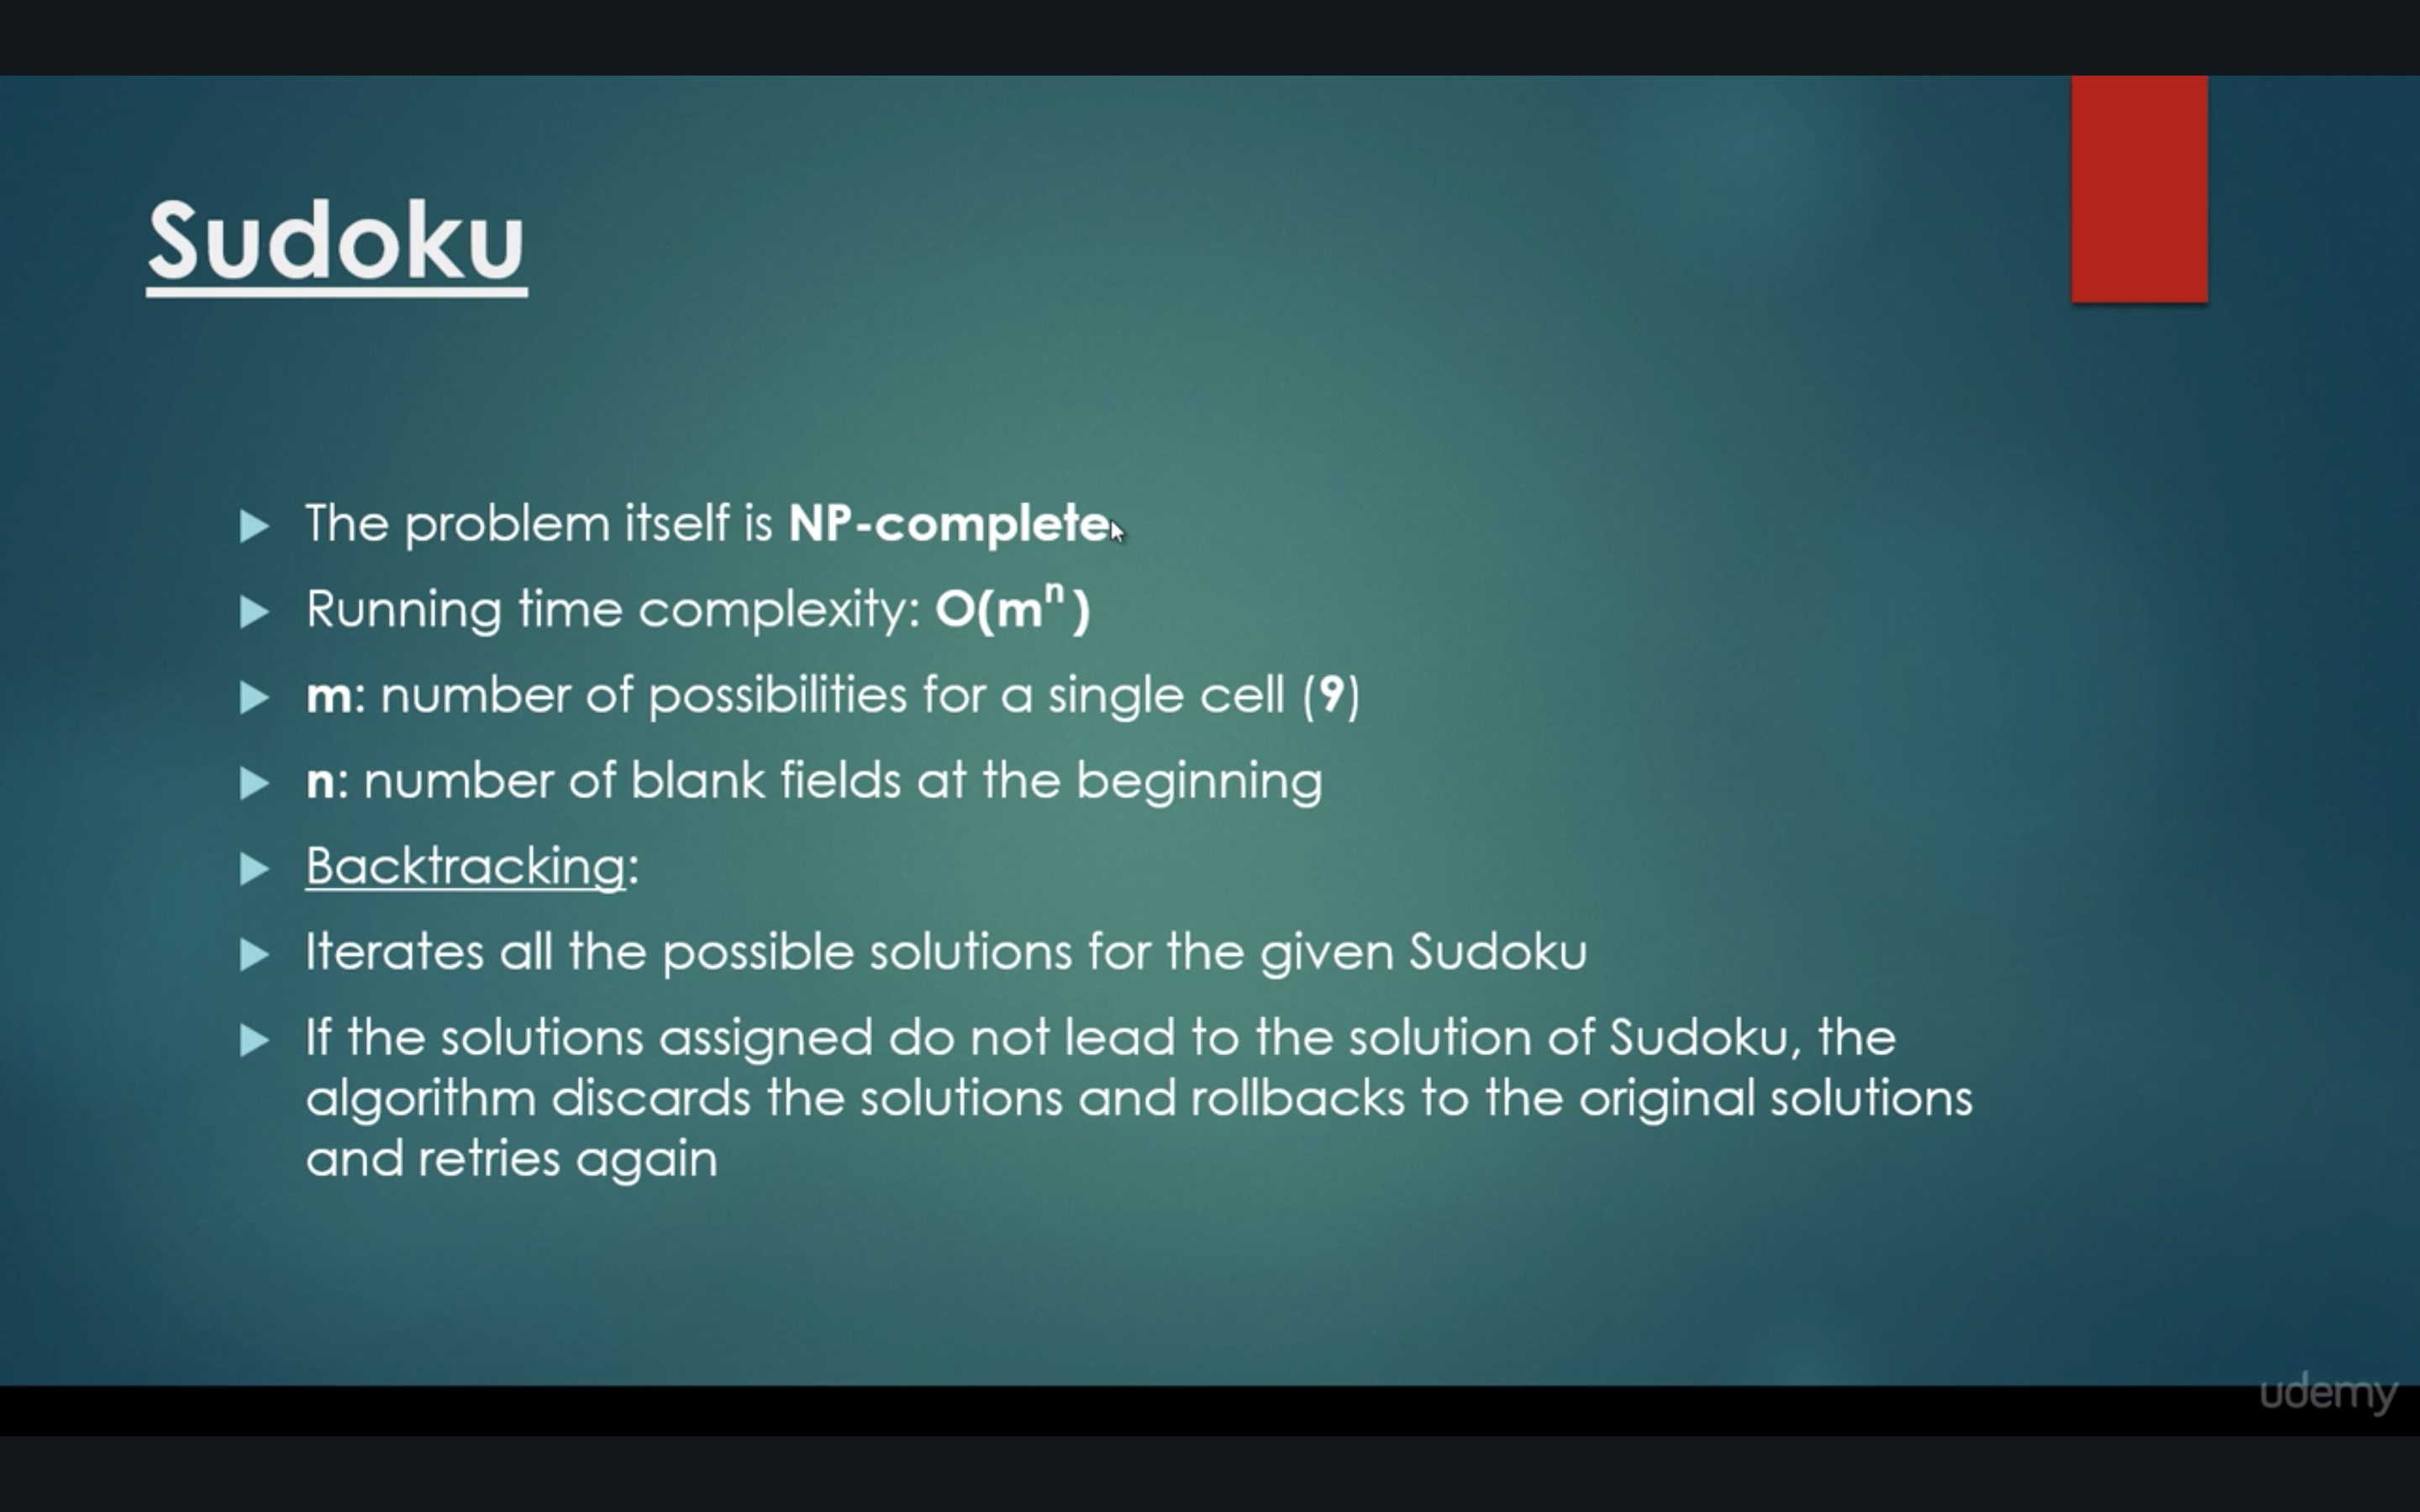 Sudoku
The problem itself is NP-complete
Running time complexity: O(mⁿ)
m: number of possibilities for a single cell (9)
n: number of blank fields at the beginning
Backtracking:
Iterates all the possible solutions for the given Sudoku
If the solutions assigned do not lead to the solution of Sudoku, the
algorithm discards the solutions and rollbacks to the original solutions
and retries again
udemy